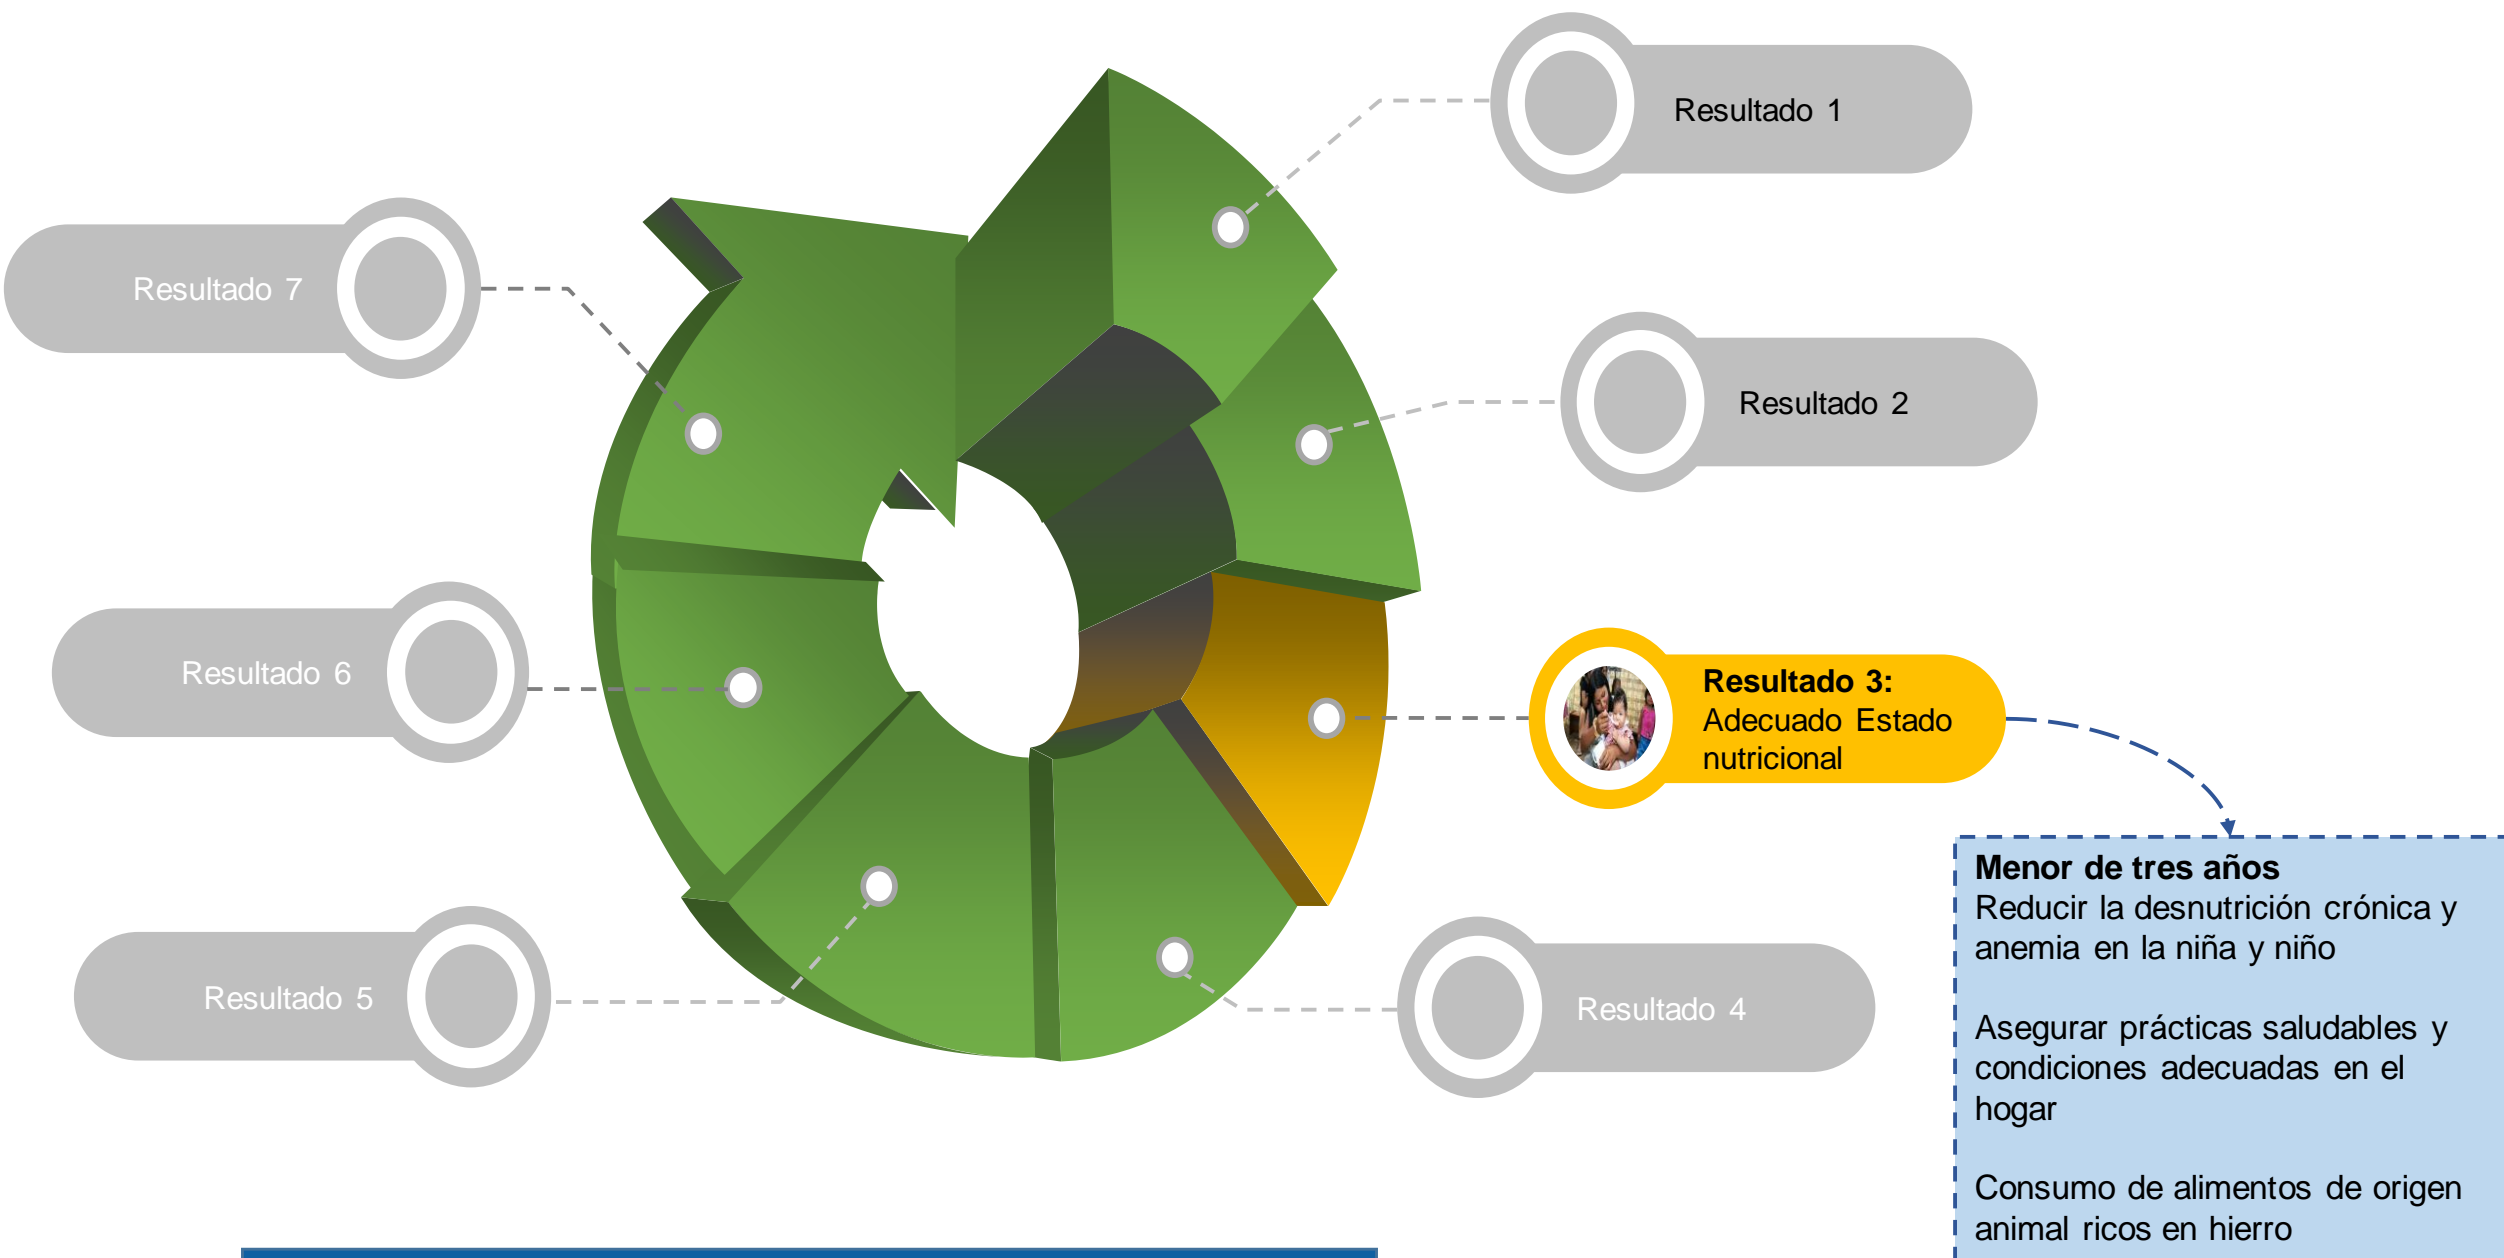 Resultado 1
Resultado 7
Resultado 2
Resultado 3:
Adecuado Estado
nutricional
Resultado 6
Menor de tres años
Reducir la desnutrición crónica y
anemia en la niña y niño
Asegurar prácticas saludables y
condiciones adecuadas en el
hogar
Consumo de alimentos de origen
animal ricos en hierro
Resultado 5
Resultado 4